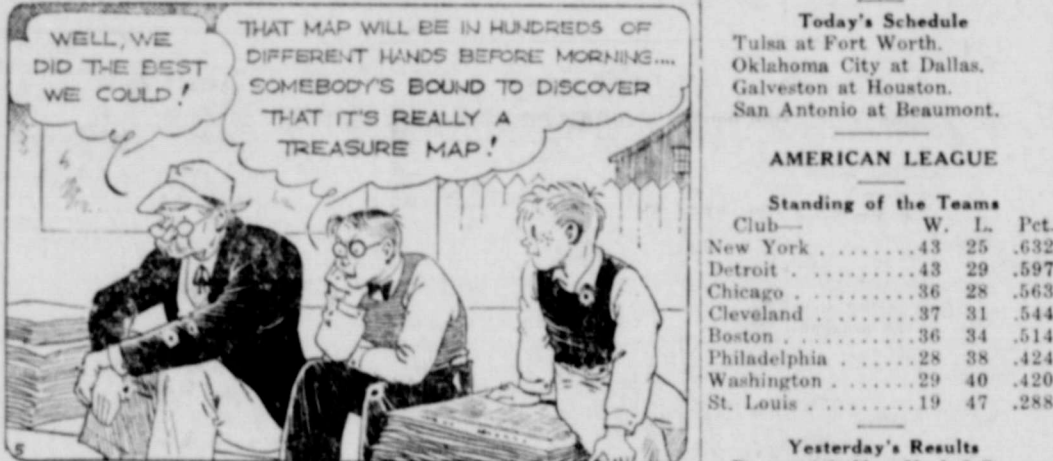 WELL, WE
DID THE BEST
WE COULD!
THAT MAP WILL BE IN HUNDREDS OF
DIFFERENT HANDS BEFORE MORNING....
SOMEBODY'S BOUND TO DISCOVER
THAT IT'S REALLY A
TREASURE MAP!
5
Today's Schedule
Tulsa at Fort Worth.
Oklahoma City at Dallas.
Galveston at Houston.
San Antonio at Beaumont.
AMERICAN LEAGUE
Standing of the Teams
Club— W. L. Pct.
New York . . . . . . . . 43 25 .632
Detroit . . . . . . . . . 43 29 .597
Chicago . . . . . . . . . 36 28 .563
Cleveland . . . . . . . . 37 31 .544
Boston . . . . . . . . . . 36 34 .514
Philadelphia . . . . . . 28 38 .424
Washington . . . . . . . 29 40 .420
St. Louis . . . . . . . . . 19 47 .288
Yesterday's Results